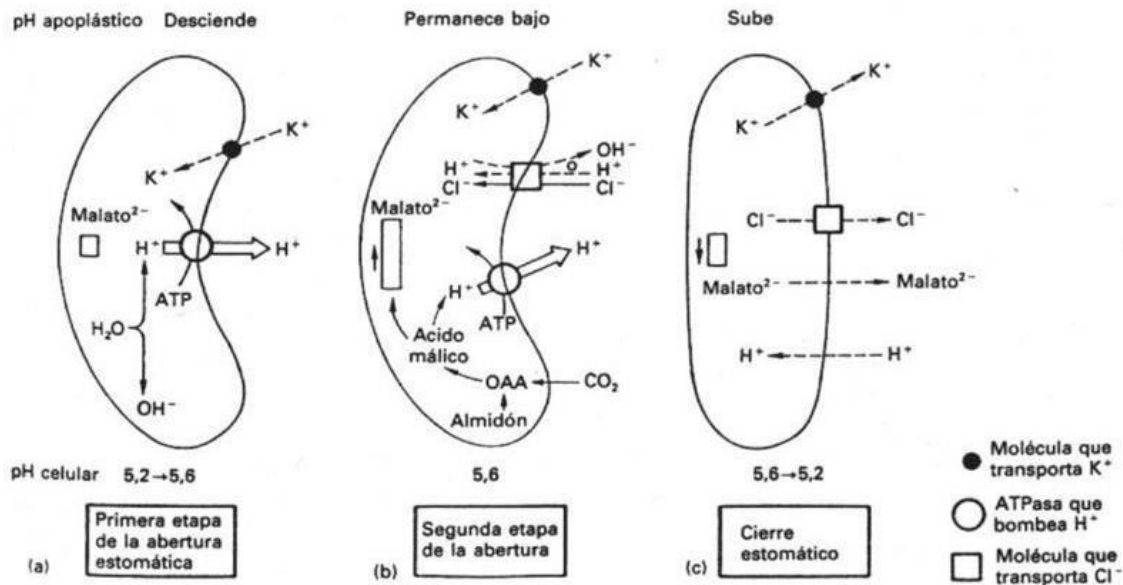 pH apoplástico Desciende
Permanece bajo
Sube
K⁺
K⁺
Malato²⁻
H⁺
H⁺
ATP
H₂O
OH⁻
pH celular 5,2→5,6
Primera etapa
de la abertura
estomática
(a)
K⁺
K⁺
OH⁻
H⁺
o
H⁺
Cl⁻
Cl⁻
Malato²⁻
H⁺
H⁺
ATP
Acido
málico
OAA
CO₂
Almidón
5,6
Segunda etapa
de la abertura
(b)
K⁺
K⁺
Cl⁻
Cl⁻
Malato²⁻
Malato²⁻
H⁺
H⁺
5,6→5,2
Cierre
estomático
(c)
Molécula que
transporta K⁺
ATPasa que
bombea H⁺
Molécula que
transporta Cl⁻